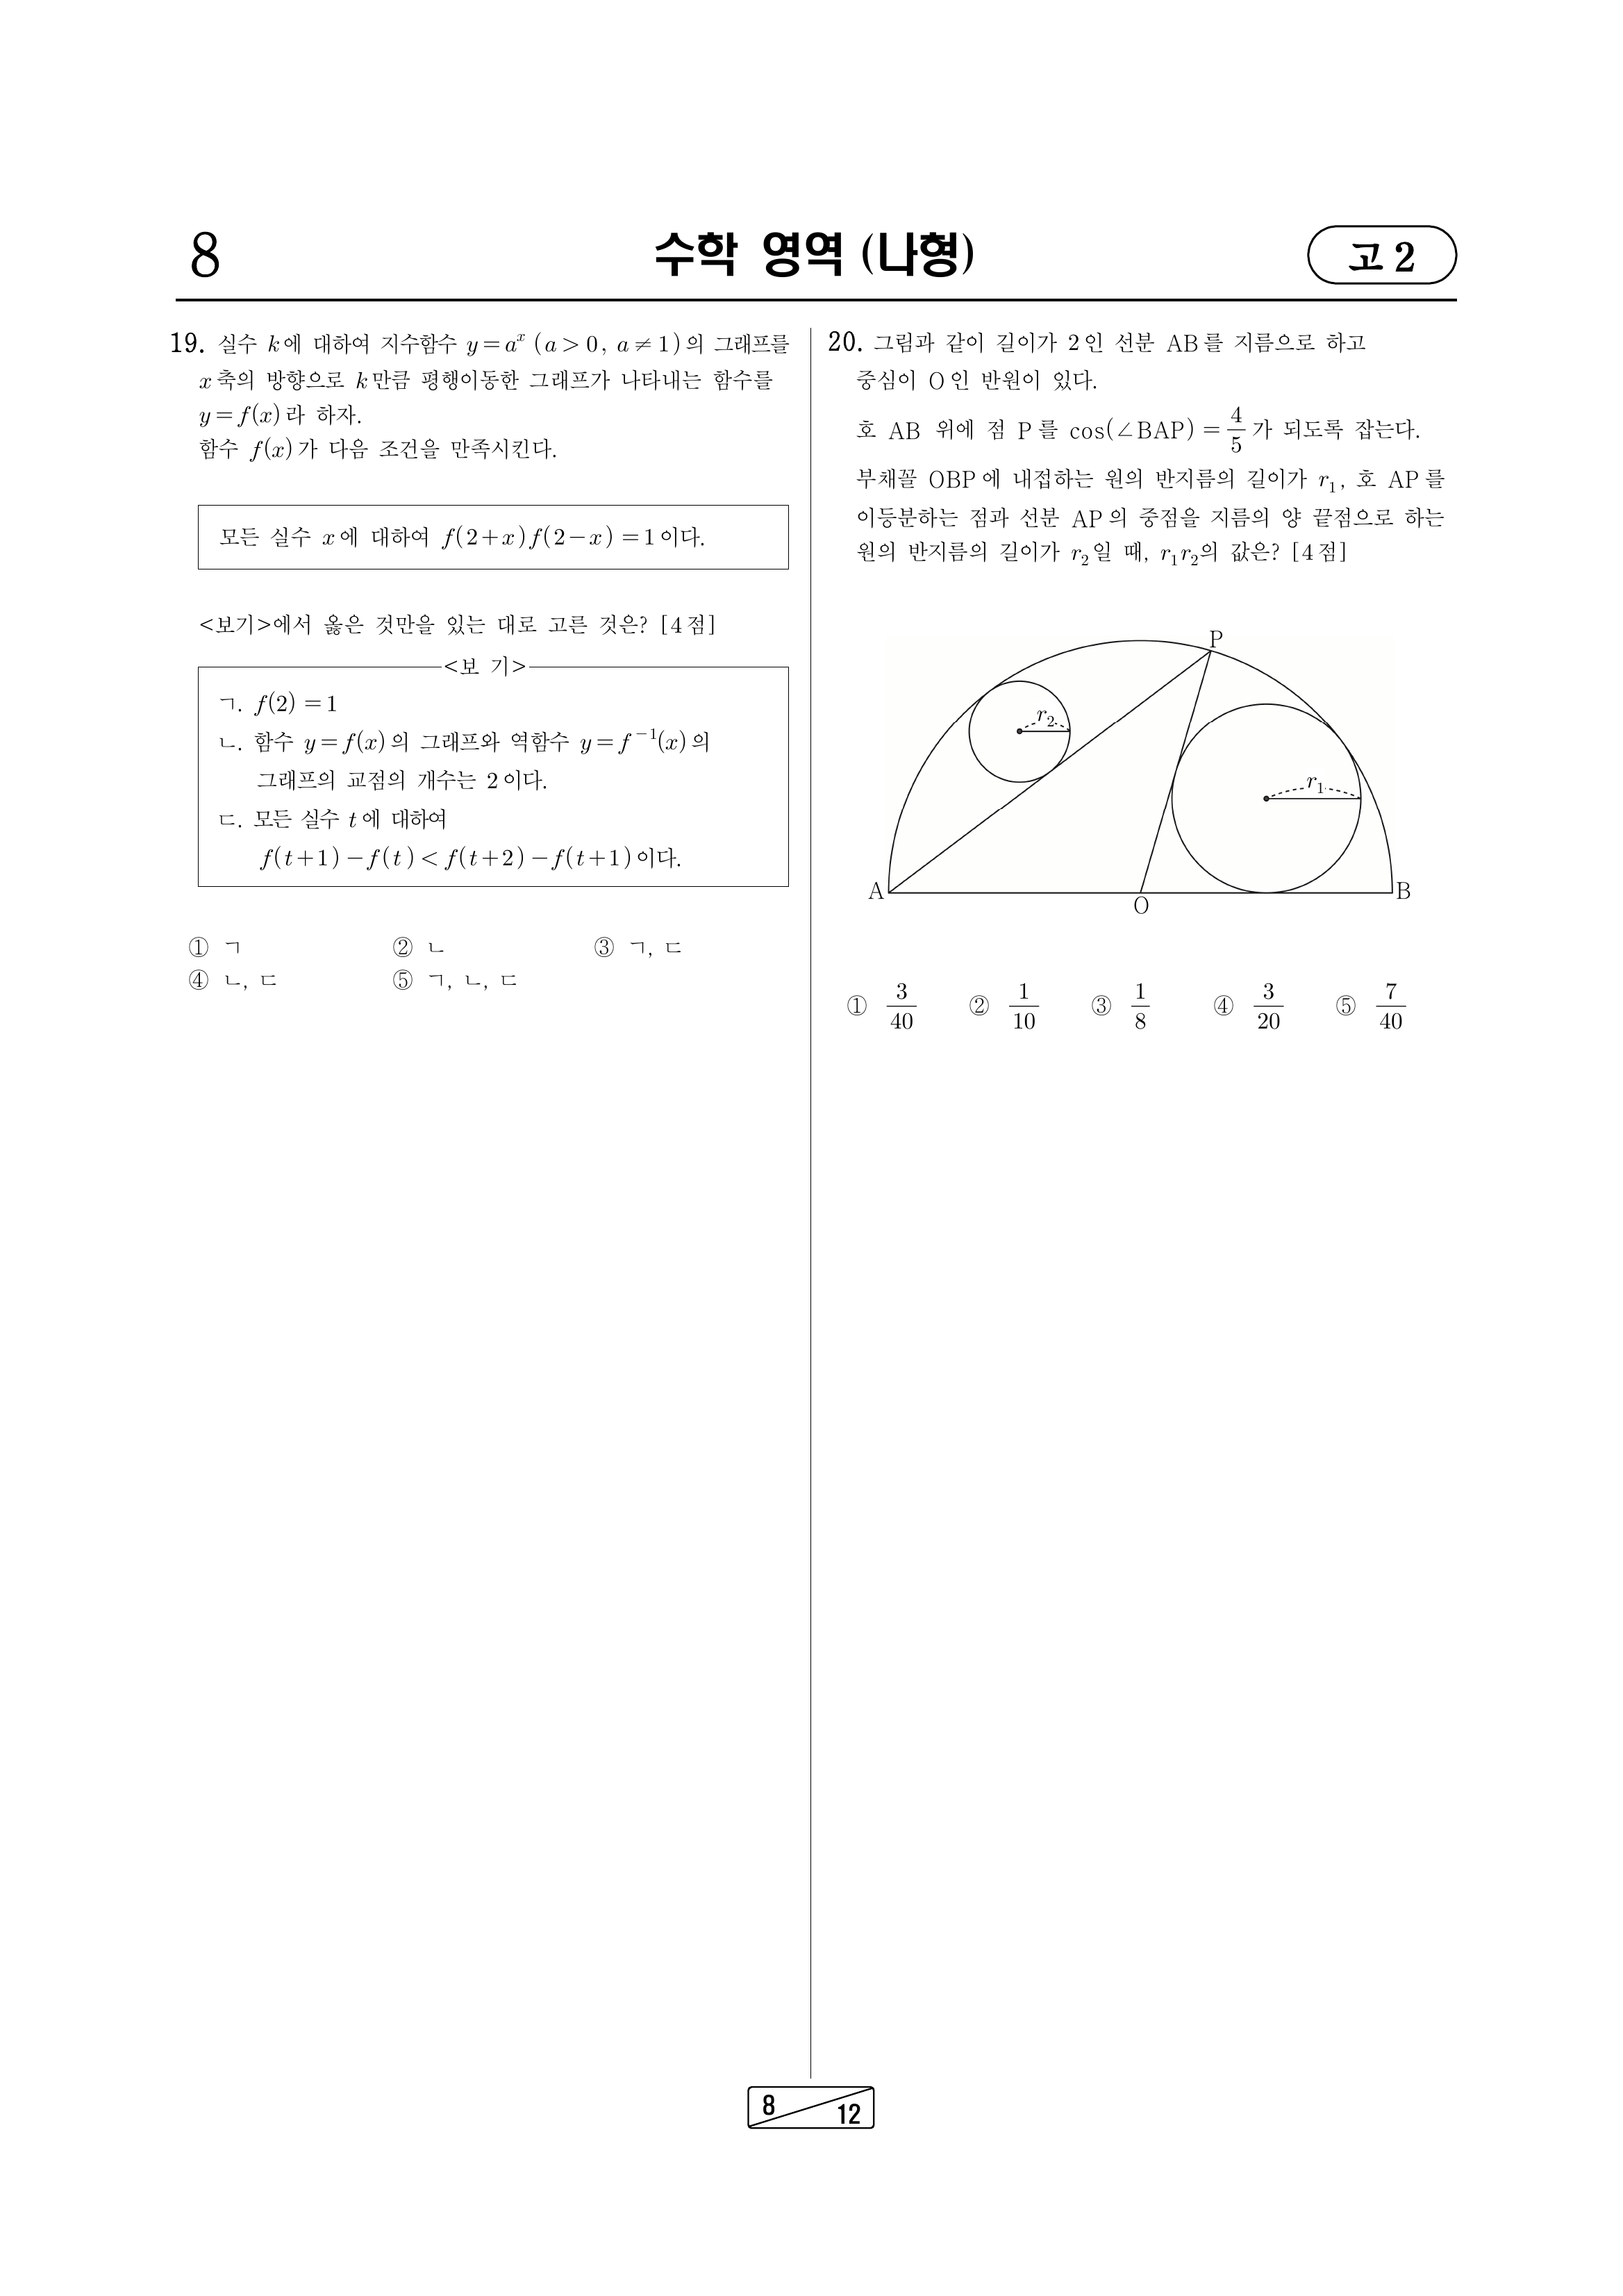 8
수학 영역 (나형)
고 2
19. 실수 k에 대하여 지수함수 y=a^x (a>0, a≠1)의 그래프를
x축의 방향으로 k만큼 평행이동한 그래프가 나타내는 함수를
y=f(x)라 하자.
함수 f(x)가 다음 조건을 만족시킨다.
모든 실수 x에 대하여 f(2+x)f(2-x)=1이다.
<보기>에서 옳은 것만을 있는 대로 고른 것은? [4점]
<보 기>
ㄱ. f(2)=1
ㄴ. 함수 y=f(x)의 그래프와 역함수 y=f^{-1}(x)의
그래프의 교점의 개수는 2이다.
ㄷ. 모든 실수 t에 대하여
f(t+1)-f(t)<f(t+2)-f(t+1)이다.
① ㄱ ② ㄴ ③ ㄱ, ㄷ
④ ㄴ, ㄷ ⑤ ㄱ, ㄴ, ㄷ
20. 그림과 같이 길이가 2인 선분 AB를 지름으로 하고
중심이 O인 반원이 있다.
호 AB 위에 점 P를 cos(∠BAP)=4/5가 되도록 잡는다.
부채꼴 OBP에 내접하는 원의 반지름의 길이가 r₁, 호 AP를
이등분하는 점과 선분 AP의 중점을 지름의 양 끝점으로 하는
원의 반지름의 길이가 r₂일 때, r₁r₂의 값은? [4점]
P
r₂
r₁
A
O
B
① 3/40 ② 1/10 ③ 1/8 ④ 3/20 ⑤ 7/40
8
12